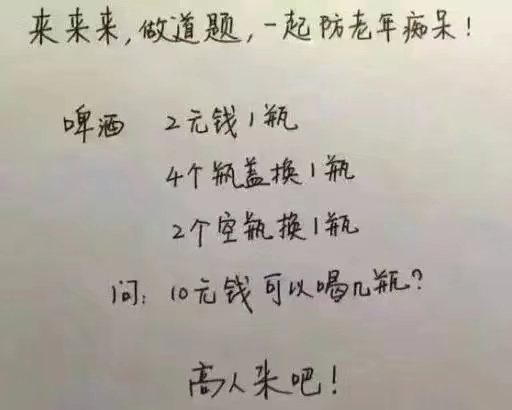 来来来,做道题,一起防老年痴呆!
啤酒 2元钱1瓶
4个瓶盖换1瓶
2个空瓶换1瓶
问: 10元钱可以喝几瓶?
高人来吧!